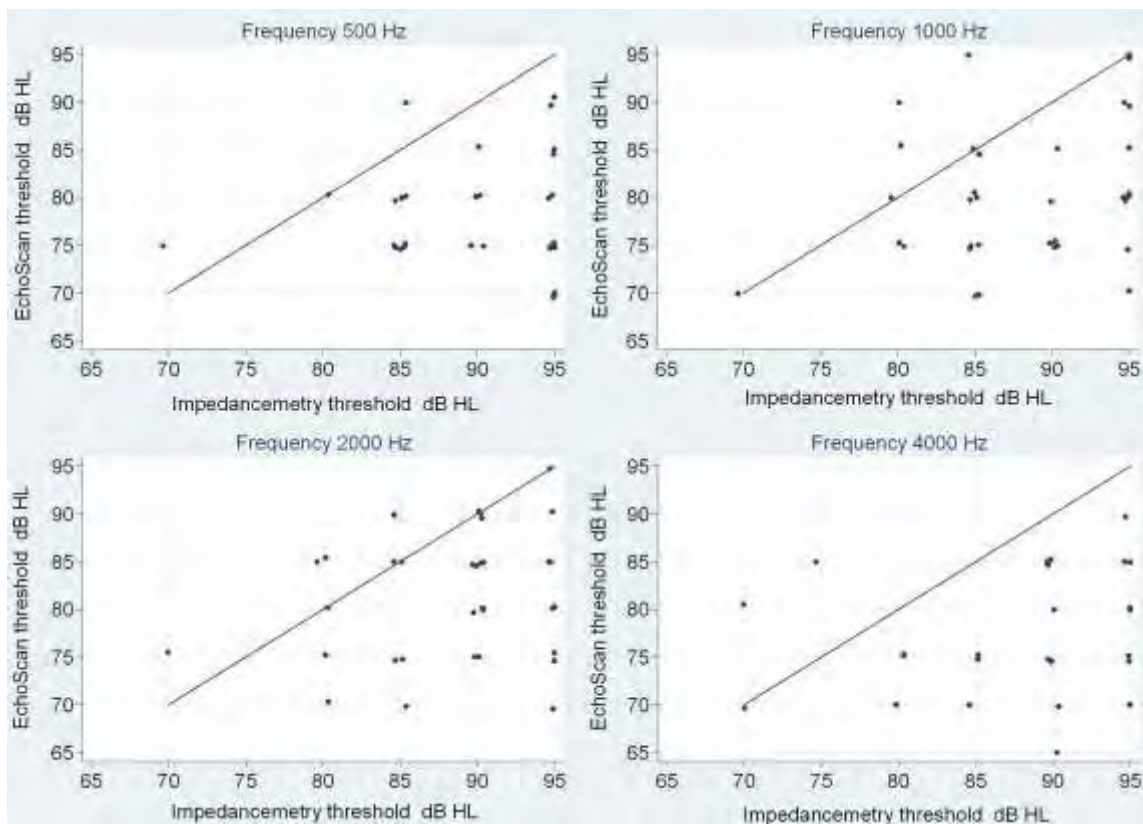 Frequency 500 Hz
95
90
85
80
75
70
65
EchoScan threshold dB HL
65 70 75 80 85 90 95
Impedancemetry threshold dB HL
Frequency 1000 Hz
95
90
85
80
75
70
65
EchoScan threshold dB HL
65 70 75 80 85 90 95
Impedancemetry threshold dB HL
Frequency 2000 Hz
95
90
85
80
75
70
65
EchoScan threshold dB HL
65 70 75 80 85 90 95
Impedancemetry threshold dB HL
Frequency 4000 Hz
95
90
85
80
75
70
65
EchoScan threshold dB HL
65 70 75 80 85 90 95
Impedancemetry threshold dB HL